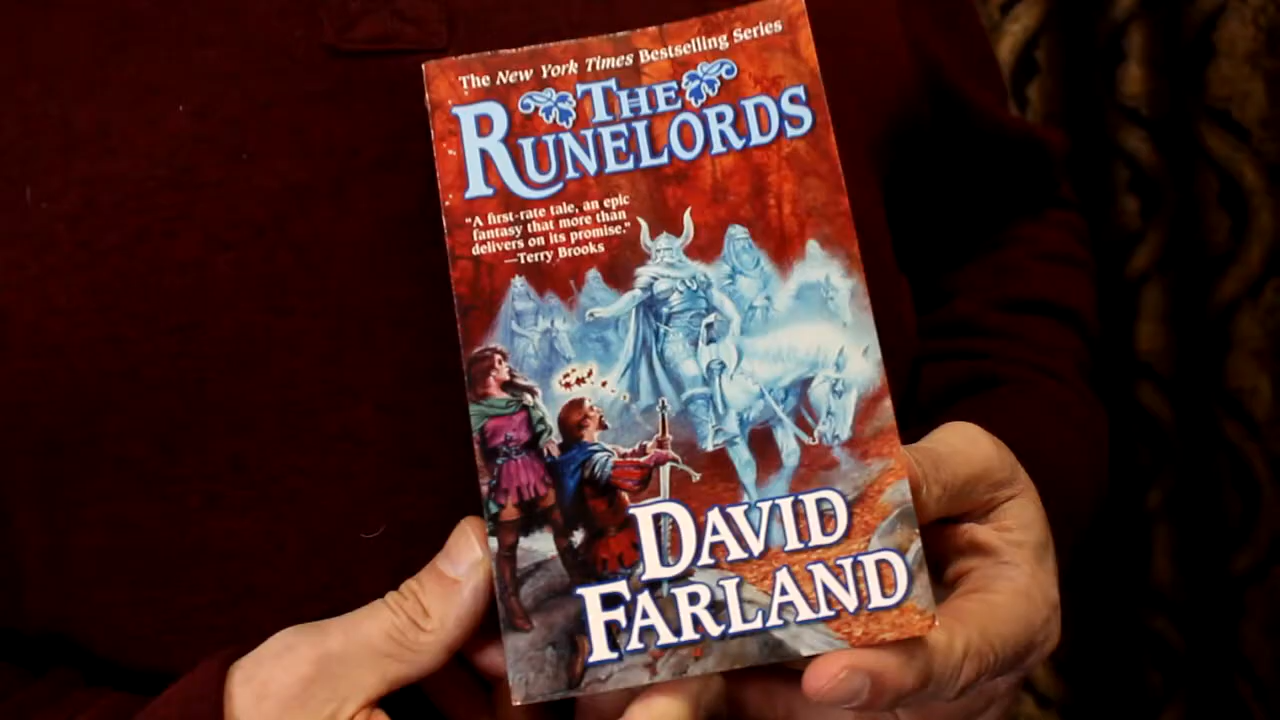 The New York Times Bestselling Series
THE
RUNELORDS
"A first-rate tale, an epic
fantasy that more than
delivers on its promise."
—Terry Brooks
DAVID
FARLAND